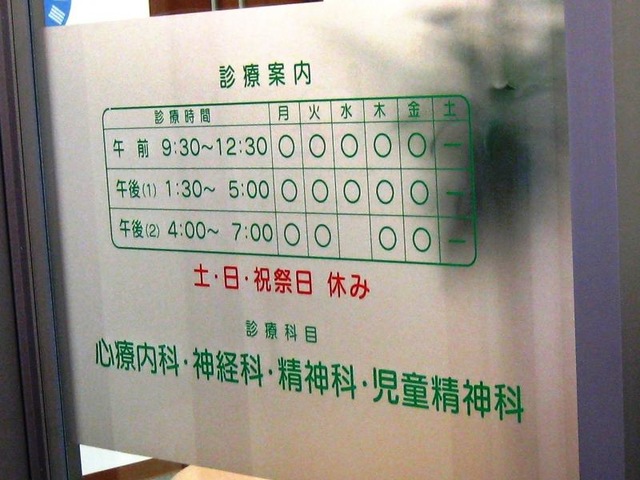 診療案内
診療時間 月 火 水 木 金 土
午前 9:30～12:30 ○ ○ ○ ○ ○ －
午後(1) 1:30～ 5:00 ○ ○ ○ ○ ○ －
午後(2) 4:00～ 7:00 ○ ○ ○ ○ －
土・日・祝祭日 休み
診療科目
心療内科・神経科・精神科・児童精神科